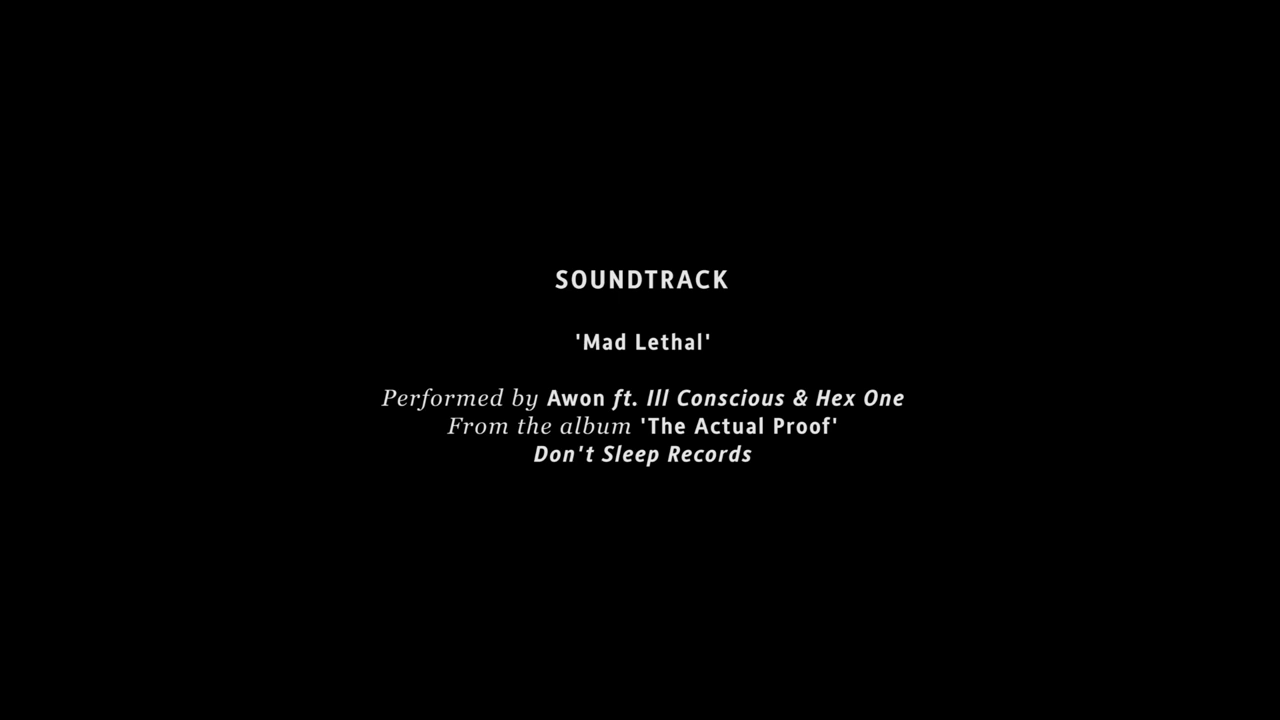 SOUNDTRACK
'Mad Lethal'
Performed by Awon ft. Ill Conscious & Hex One
From the album 'The Actual Proof'
Don't Sleep Records